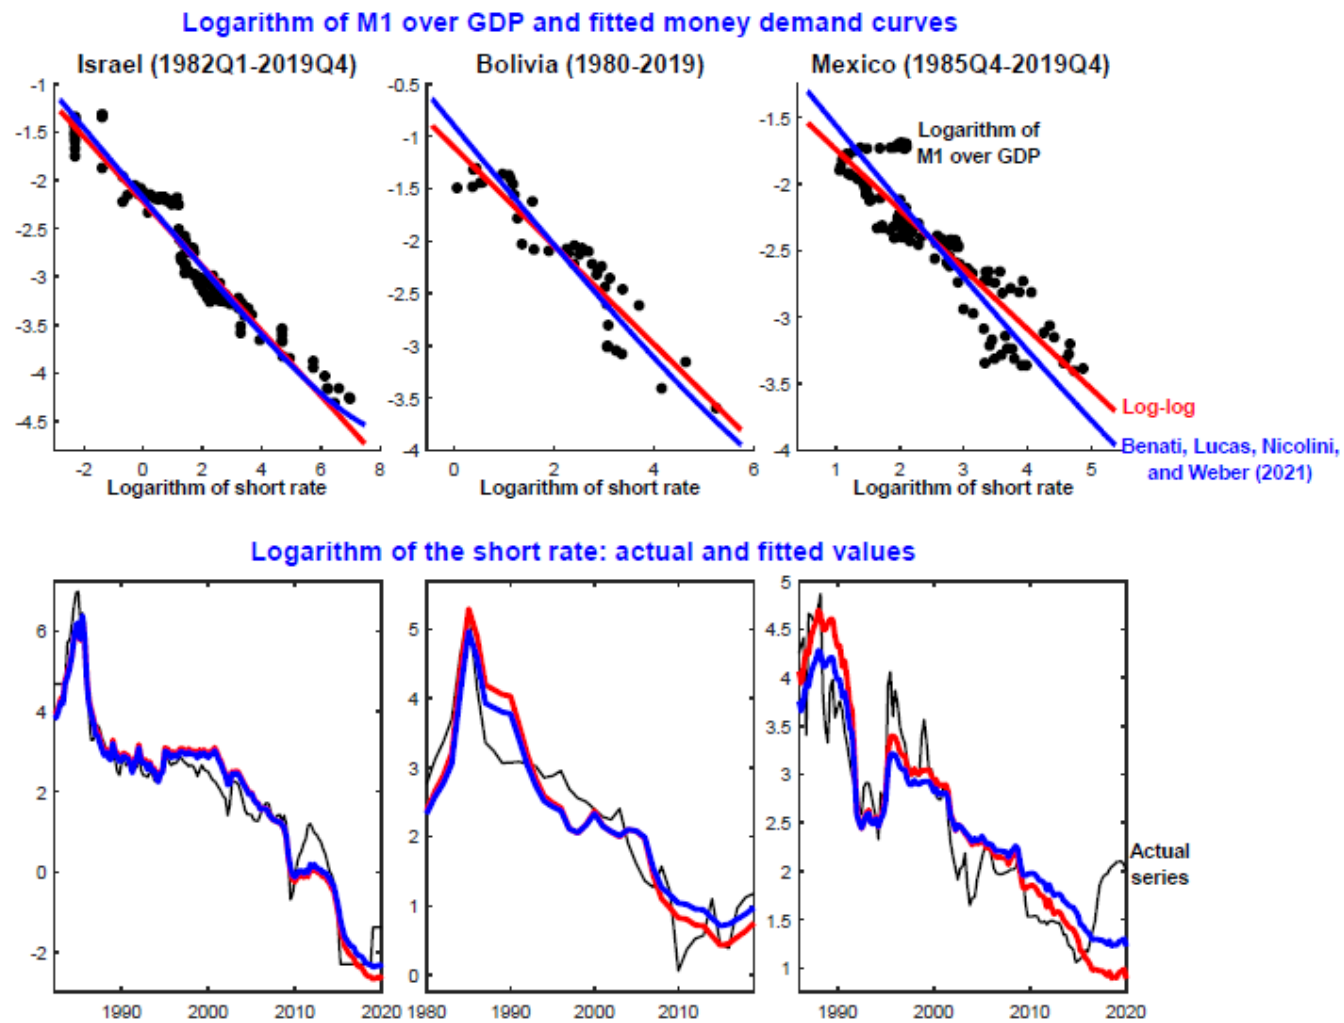 Logarithm of M1 over GDP and fitted money demand curves
Israel (1982Q1-2019Q4)
Bolivia (1980-2019)
Mexico (1985Q4-2019Q4)
-1
-1.5
-2
-2.5
-3
-3.5
-4
-4.5
-2 0 2 4 6 8
Logarithm of short rate
-0.5
-1
-1.5
-2
-2.5
-3
-3.5
-4
0 2 4 6
Logarithm of short rate
-1.5
-2
-2.5
-3
-3.5
-4
1 2 3 4 5
Logarithm of short rate
Logarithm of
M1 over GDP
Log-log
Benati, Lucas, Nicolini,
and Weber (2021)
Logarithm of the short rate: actual and fitted values
6
4
2
0
-2
1990 2000 2010 2020
5
4
3
2
1
0
1980 1990 2000 2010
5
4.5
4
3.5
3
2.5
2
1.5
1
1990 2000 2010 2020
Actual
series